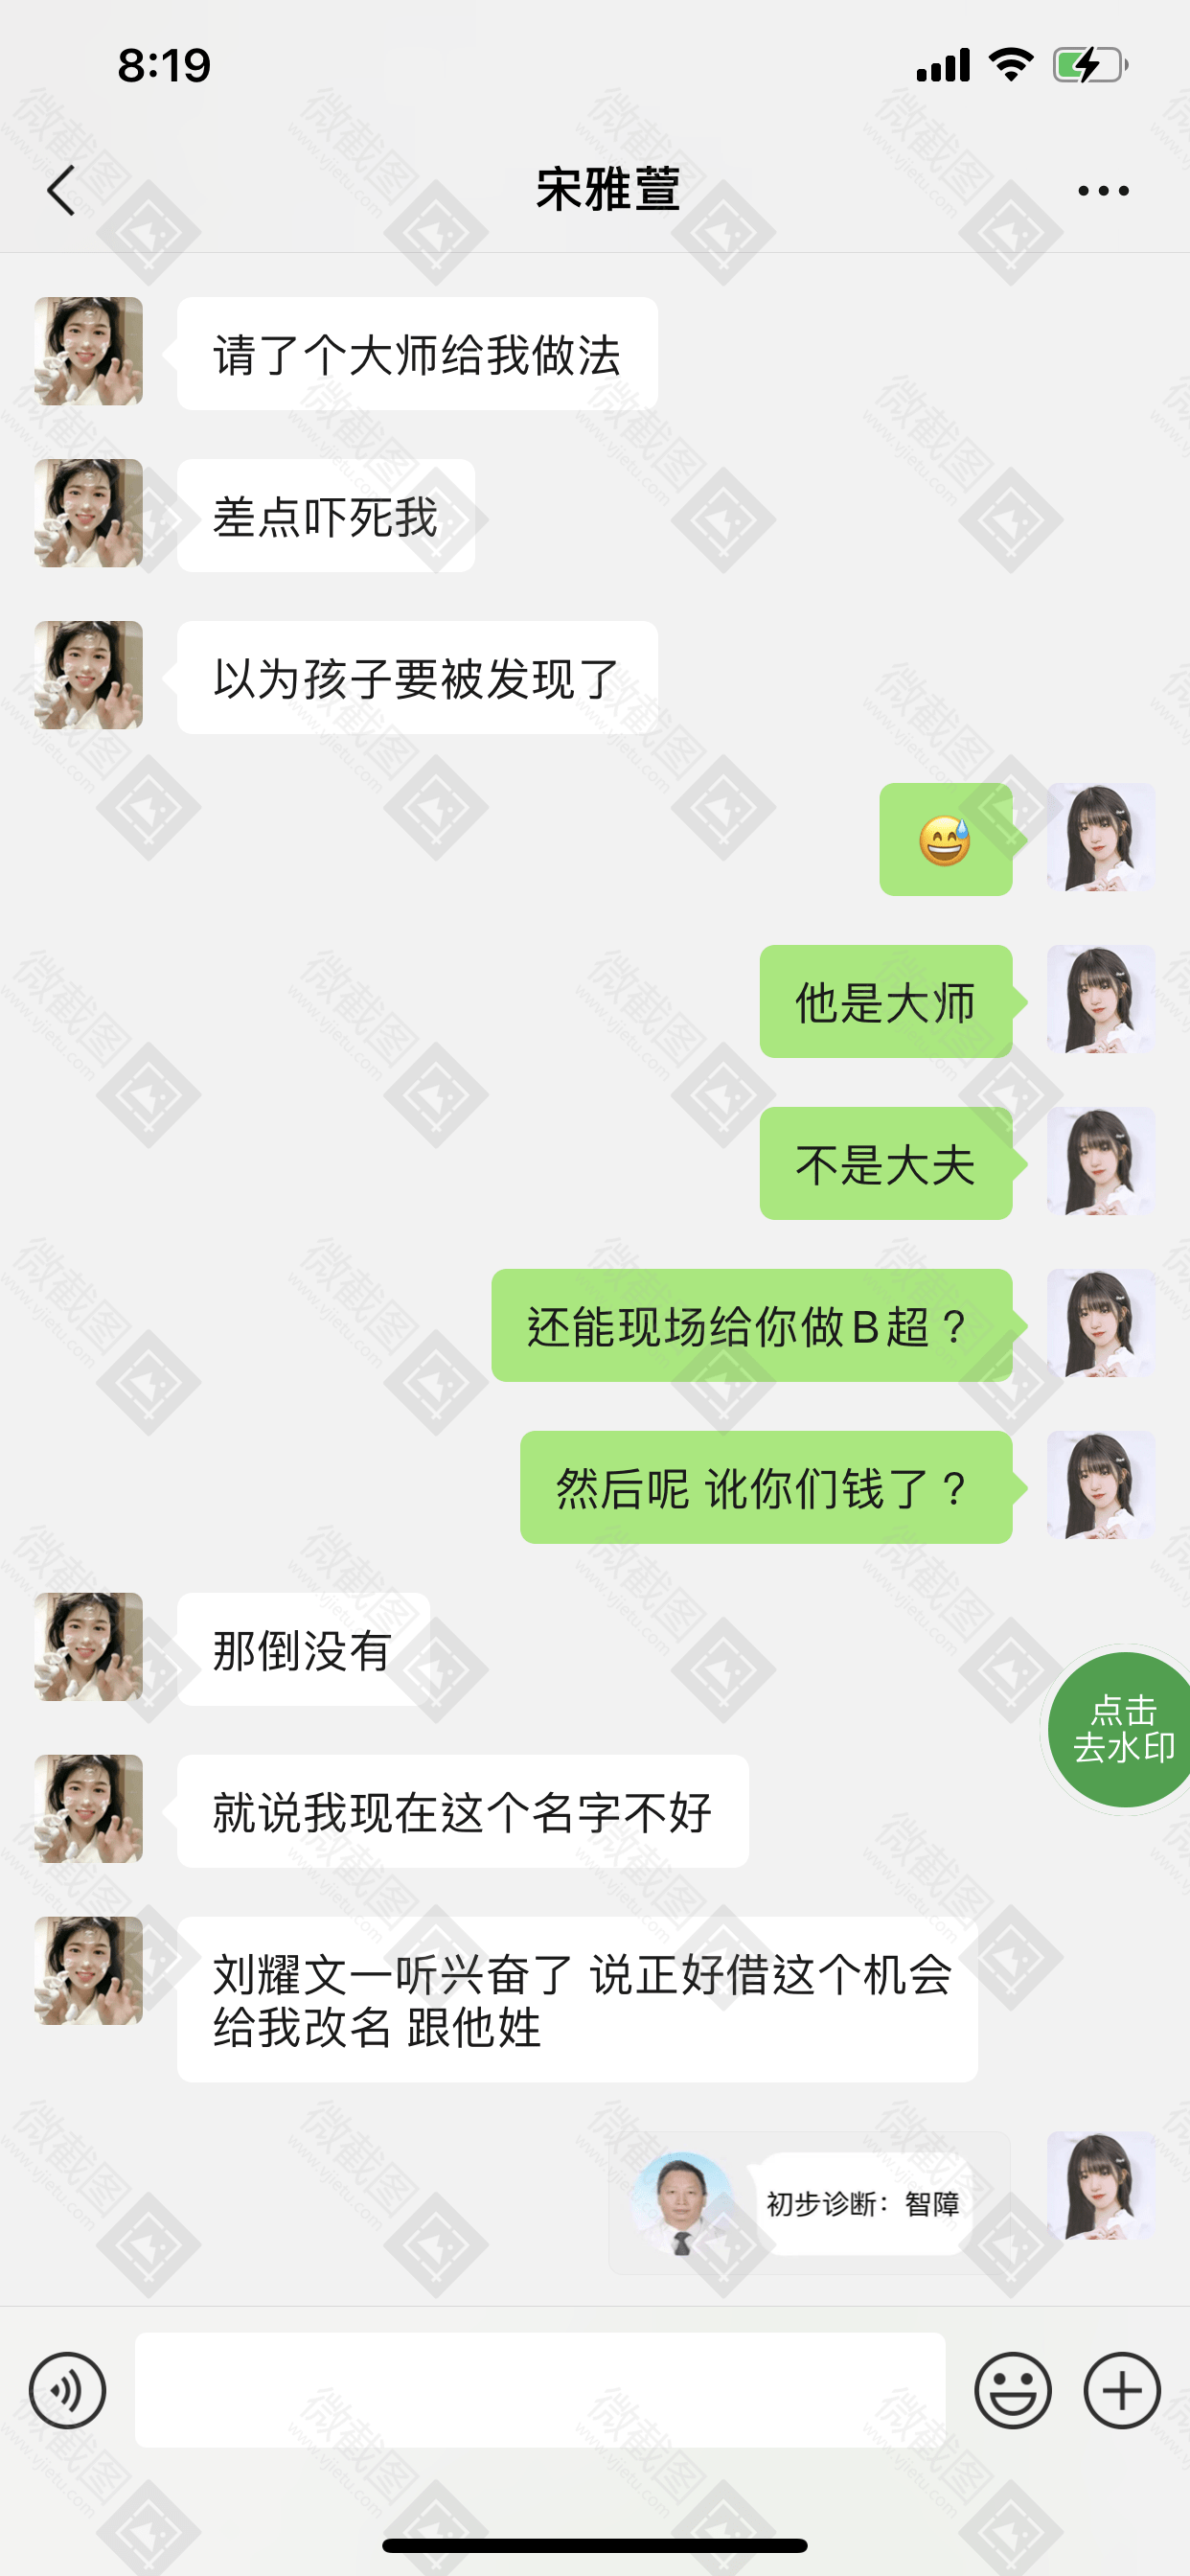 8:19
宋雅萱
请了个大师给我做法
差点吓死我
以为孩子要被发现了
😅
他是大师
不是大夫
还能现场给你做B超？
然后呢 讹你们钱了？
那倒没有
就说我现在这个名字不好
点击
去水印
刘耀文一听兴奋了 说正好借这个机会
给我改名 跟他姓
初步诊断：智障
微截图
www.vjietu.com